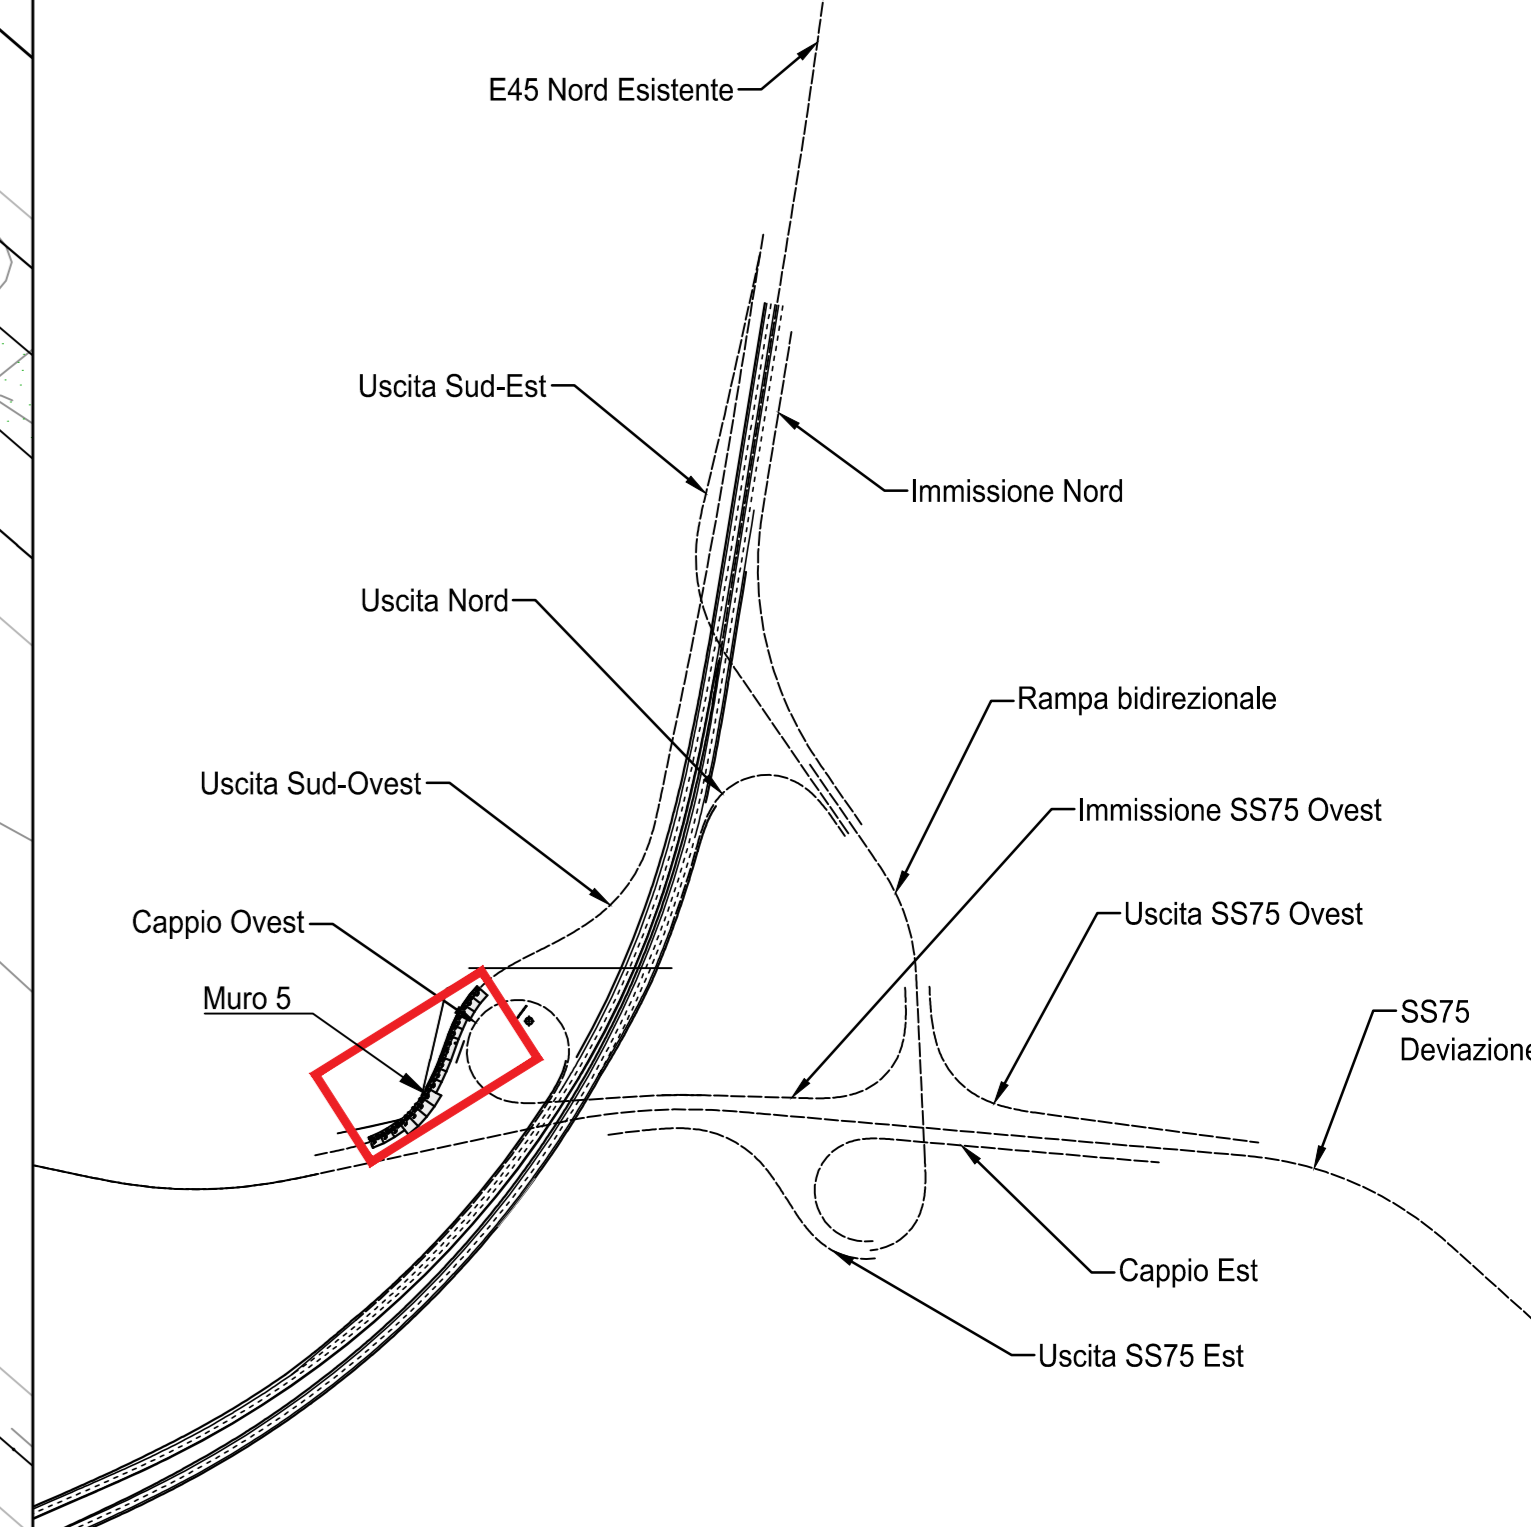 E45 Nord Esistente
Uscita Sud-Est
Immissione Nord
Uscita Nord
Rampa bidirezionale
Uscita Sud-Ovest
Immissione SS75 Ovest
Cappio Ovest
Uscita SS75 Ovest
Muro 5
SS75
Deviazione
Cappio Est
Uscita SS75 Est